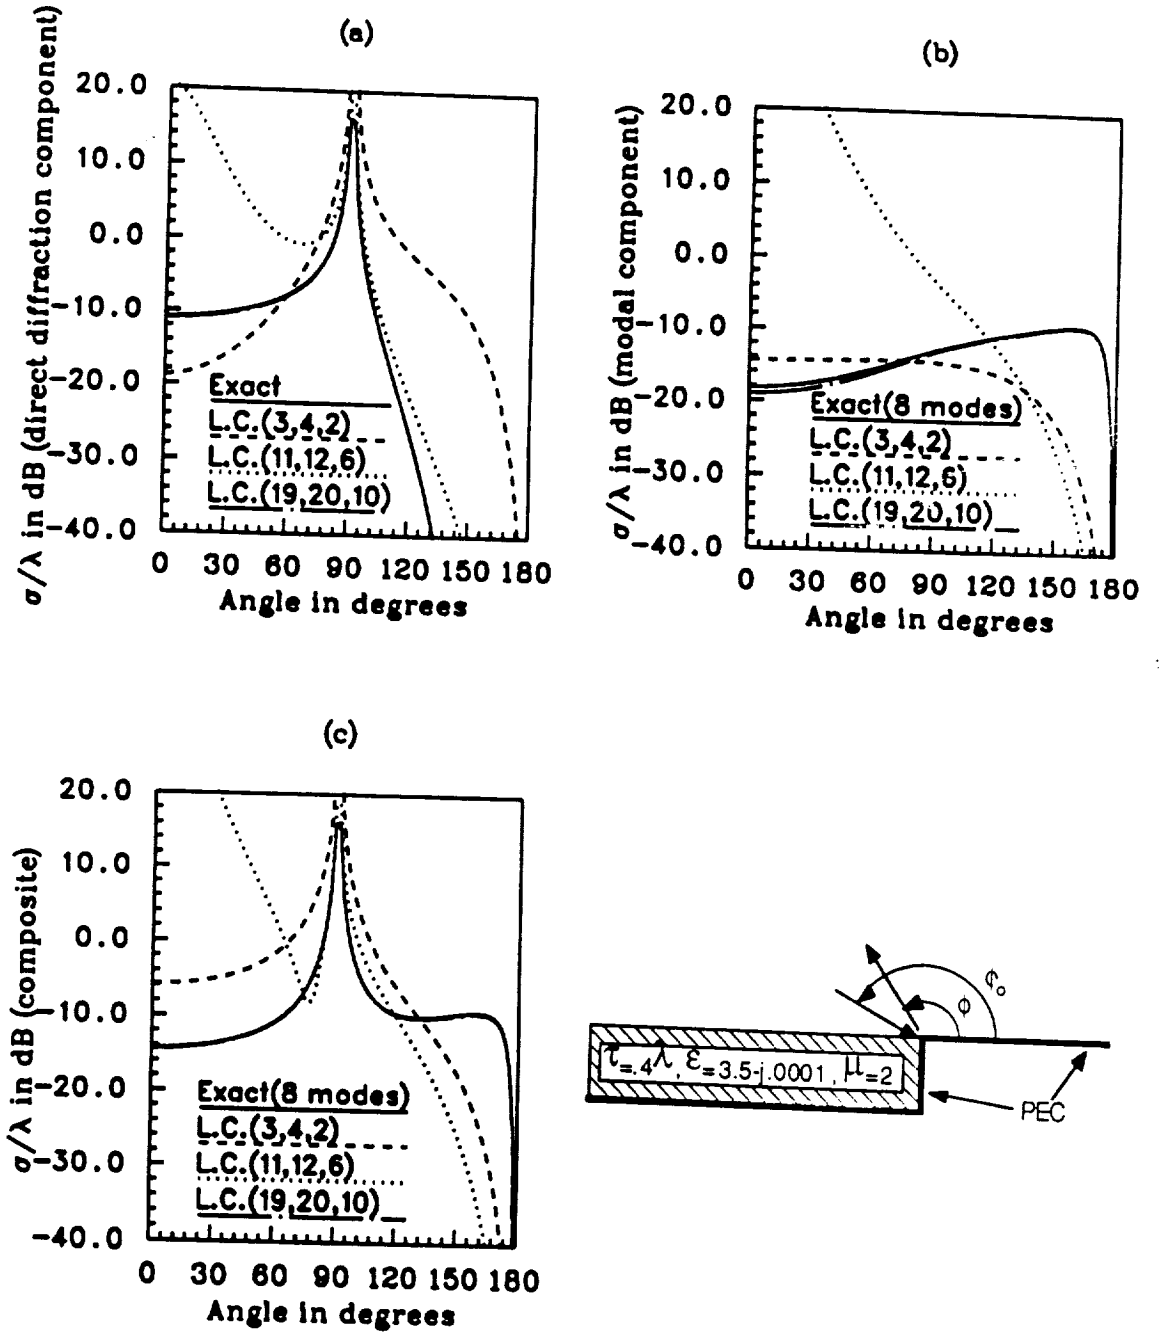 (a)
σ/λ in dB (direct diffraction component)
20.0
10.0
0.0
-10.0
-20.0
-30.0
-40.0
Exact
L.C.(3,4,2)
L.C.(11,12,6)
L.C.(19,20,10)
0 30 60 90 120 150 180
Angle in degrees
(b)
σ/λ in dB (modal component)
20.0
10.0
0.0
-10.0
-20.0
-30.0
-40.0
Exact(8 modes)
L.C.(3,4,2)
L.C.(11,12,6)
L.C.(19,20,10)
0 30 60 90 120 150 180
Angle in degrees
(c)
σ/λ in dB (composite)
20.0
10.0
0.0
-10.0
-20.0
-30.0
-40.0
Exact(8 modes)
L.C.(3,4,2)
L.C.(11,12,6)
L.C.(19,20,10)
0 30 60 90 120 150 180
Angle in degrees
ϕ
ϕₒ
τ=.4λ, ε=3.5-j.0001, μ=2
PEC